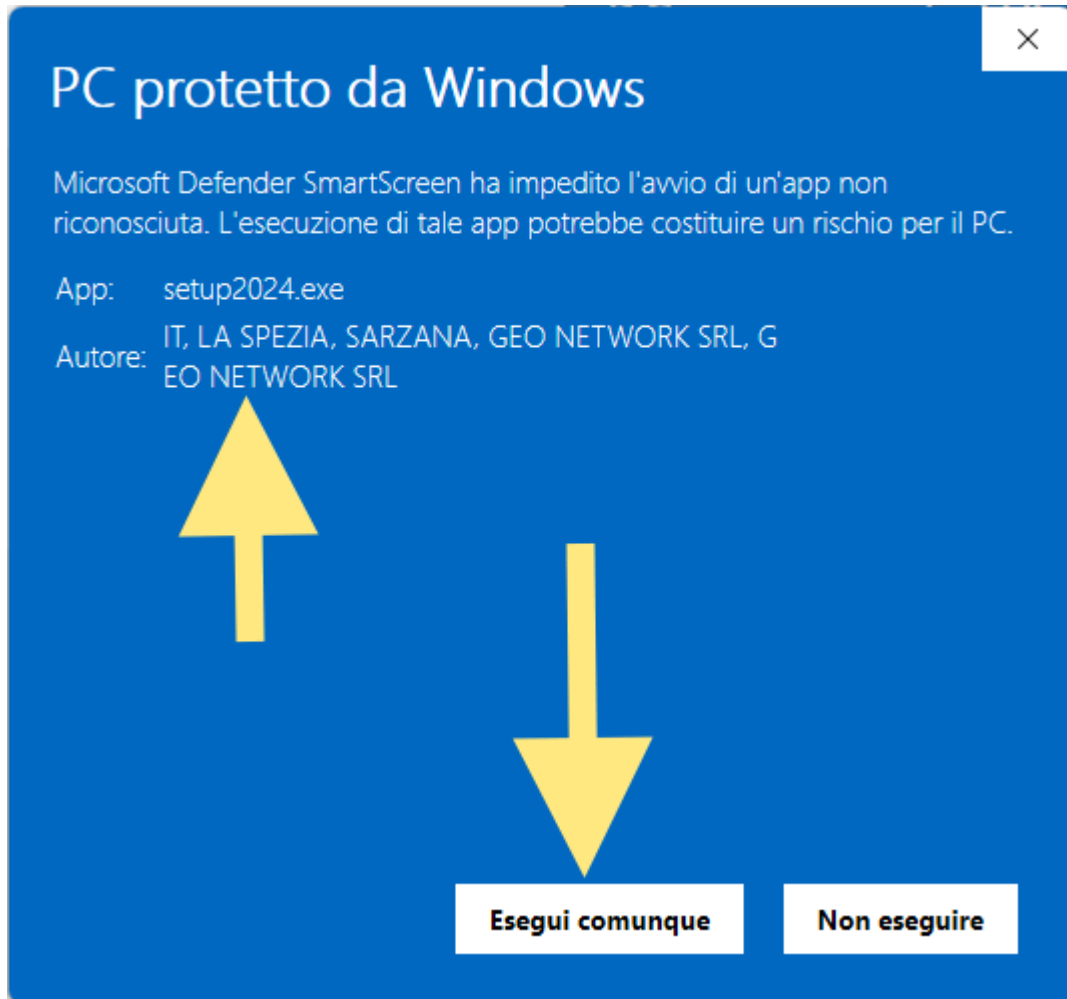 PC protetto da Windows
Microsoft Defender SmartScreen ha impedito l'avvio di un'app non
riconosciuta. L'esecuzione di tale app potrebbe costituire un rischio per il PC.
App: setup2024.exe
Autore: IT, LA SPEZIA, SARZANA, GEO NETWORK SRL, G
EO NETWORK SRL
Esegui comunque Non eseguire